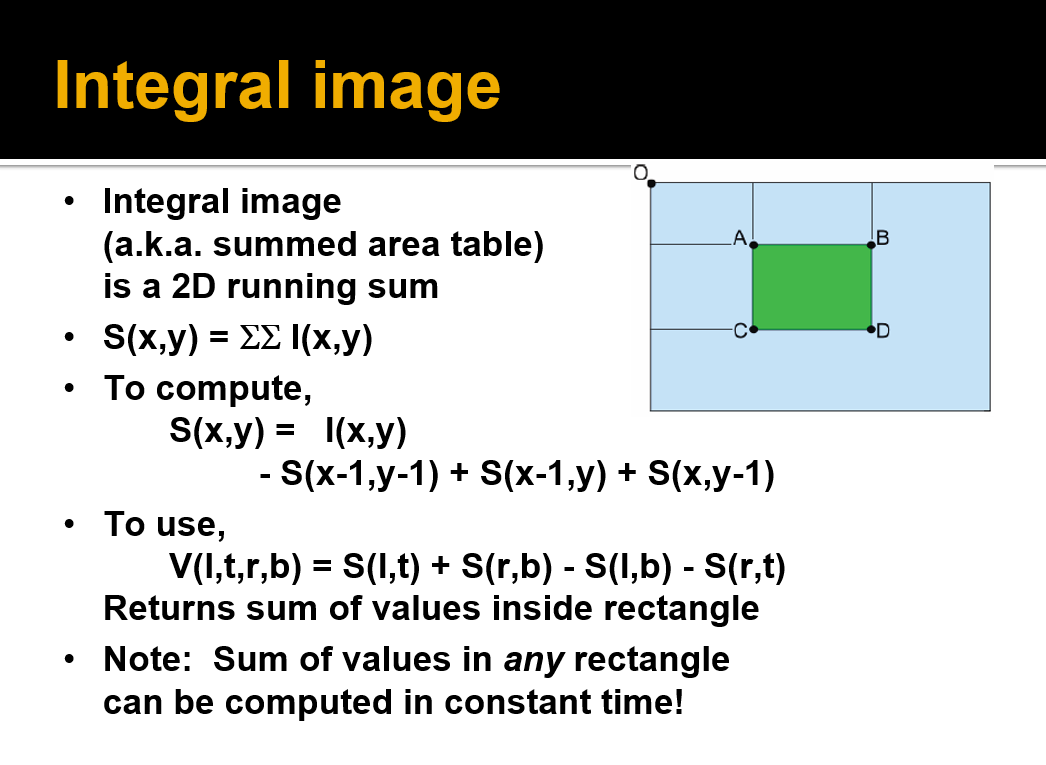 Integral image
• Integral image
(a.k.a. summed area table)
is a 2D running sum
• S(x,y) = ΣΣ I(x,y)
• To compute,
S(x,y) = I(x,y)
- S(x-1,y-1) + S(x-1,y) + S(x,y-1)
• To use,
V(l,t,r,b) = S(l,t) + S(r,b) - S(l,b) - S(r,t)
Returns sum of values inside rectangle
• Note: Sum of values in any rectangle
can be computed in constant time!
O
A B
C D